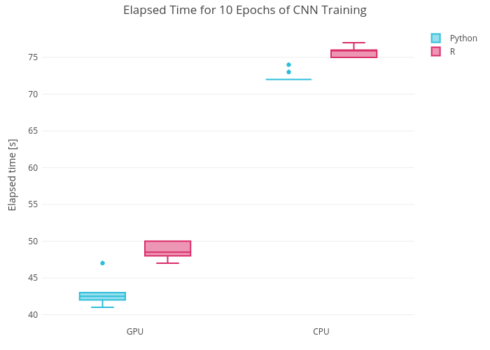 Elapsed Time for 10 Epochs of CNN Training
Python
R
Elapsed time [s]
75
70
65
60
55
50
45
40
GPU
CPU